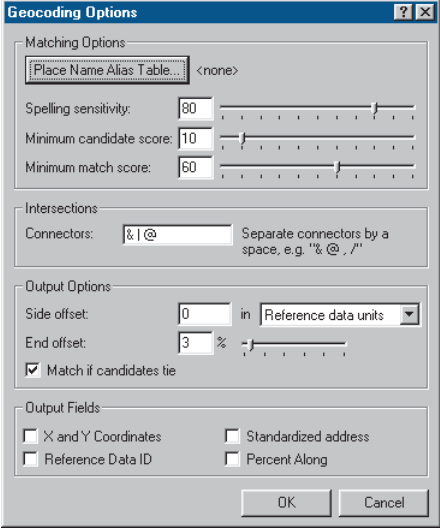 Geocoding Options
Matching Options
Place Name Alias Table... <none>
Spelling sensitivity: 80
Minimum candidate score: 10
Minimum match score: 60
Intersections
Connectors: & | @ Separate connectors by a
space, e.g. "& @ , /"
Output Options
Side offset: 0 in Reference data units
End offset: 3 %
Match if candidates tie
Output Fields
X and Y Coordinates Standardized address
Reference Data ID Percent Along
OK Cancel